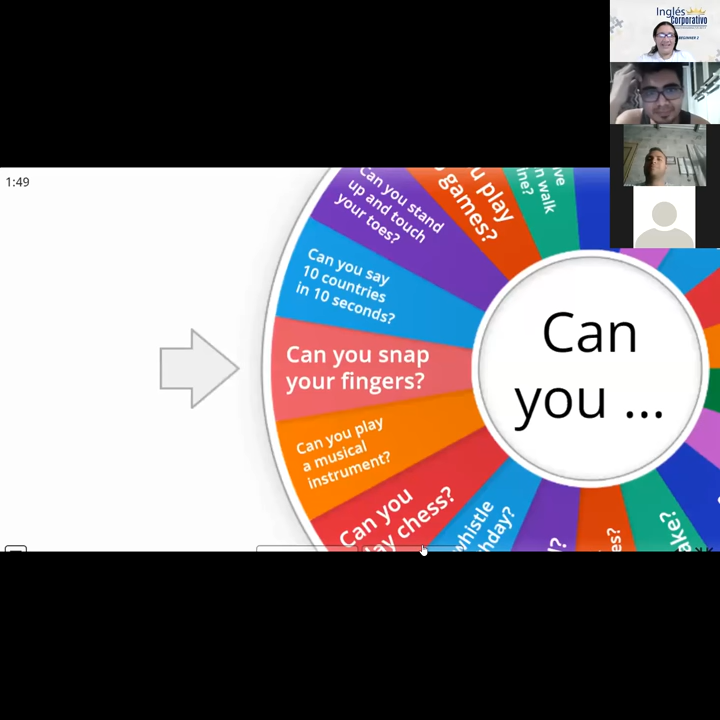 Inglés
Corporativo
1:49
Can you stand
up and touch
your toes?
play
games?
walk
Can you say
10 countries
in 10 seconds?
Can you snap
your fingers?
Can you play
a musical
instrument?
Can you
chess?
whistle
Can
you ...